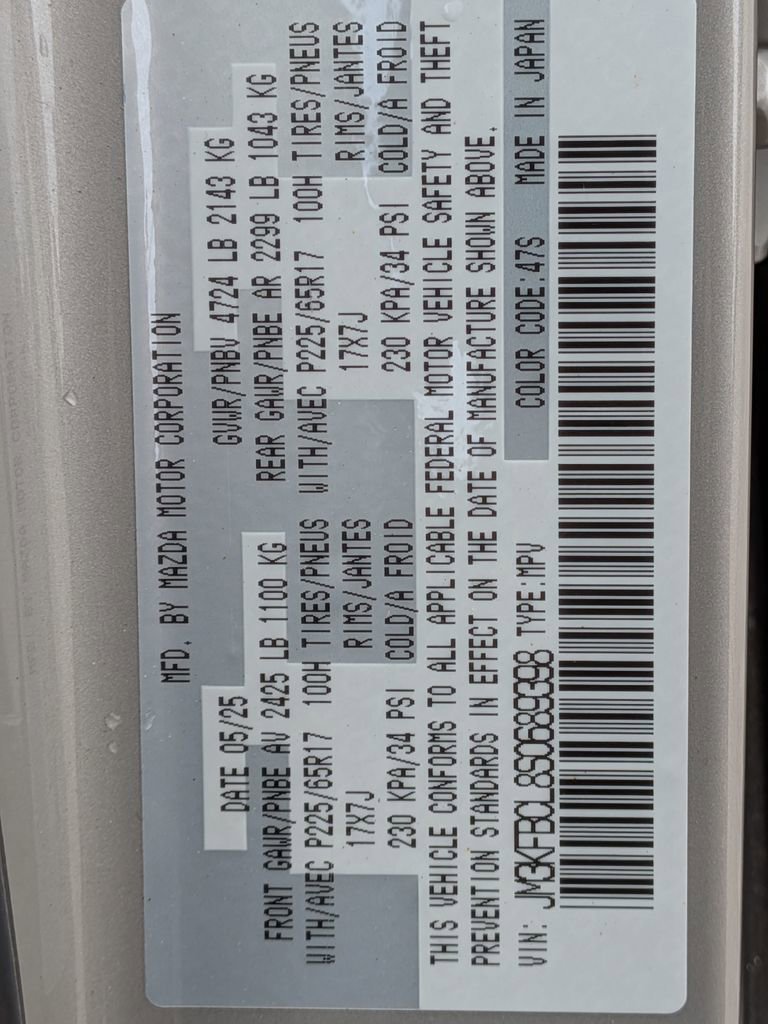 MFD. BY MAZDA MOTOR CORPORATION
DATE 05/25 GVWR/PNBV 4724 LB 2143 KG
FRONT GAWR/PNBE AV 2425 LB 1100 KG REAR GAWR/PNBE AR 2299 LB 1043 KG
WITH/AVEC P225/65R17 100H TIRES/PNEUS WITH/AVEC P225/65R17 100H TIRES/PNEUS
17X7J RIMS/JANTES 17X7J RIMS/JANTES
230 KPA/34 PSI COLD/A FROID 230 KPA/34 PSI COLD/A FROID
THIS VEHICLE CONFORMS TO ALL APPLICABLE FEDERAL MOTOR VEHICLE SAFETY AND THEFT
PREVENTION STANDARDS IN EFFECT ON THE DATE OF MANUFACTURE SHOWN ABOVE.
VIN: JM3KFBCL8S0689398 TYPE:MPV COLOR CODE:47S MADE IN JAPAN